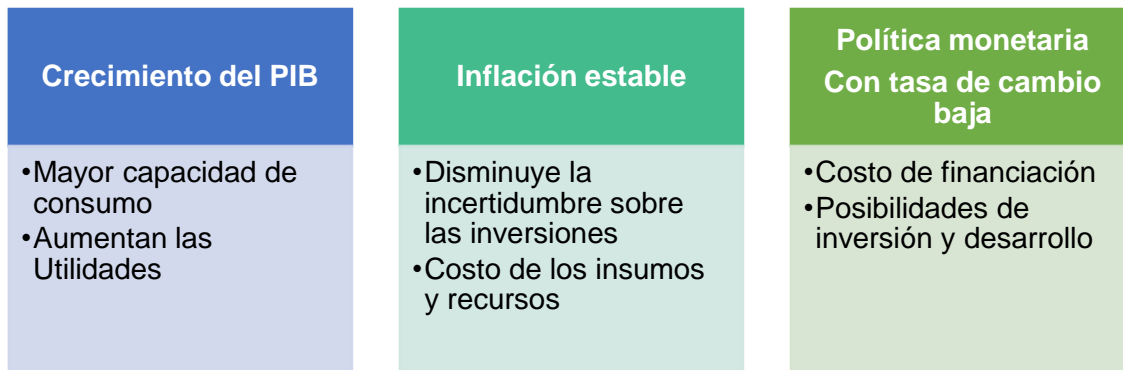 Crecimiento del PIB
•Mayor capacidad de
consumo
•Aumentan las
Utilidades
Inflación estable
•Disminuye la
incertidumbre sobre
las inversiones
•Costo de los insumos
y recursos
Política monetaria
Con tasa de cambio
baja
•Costo de financiación
•Posibilidades de
inversión y desarrollo